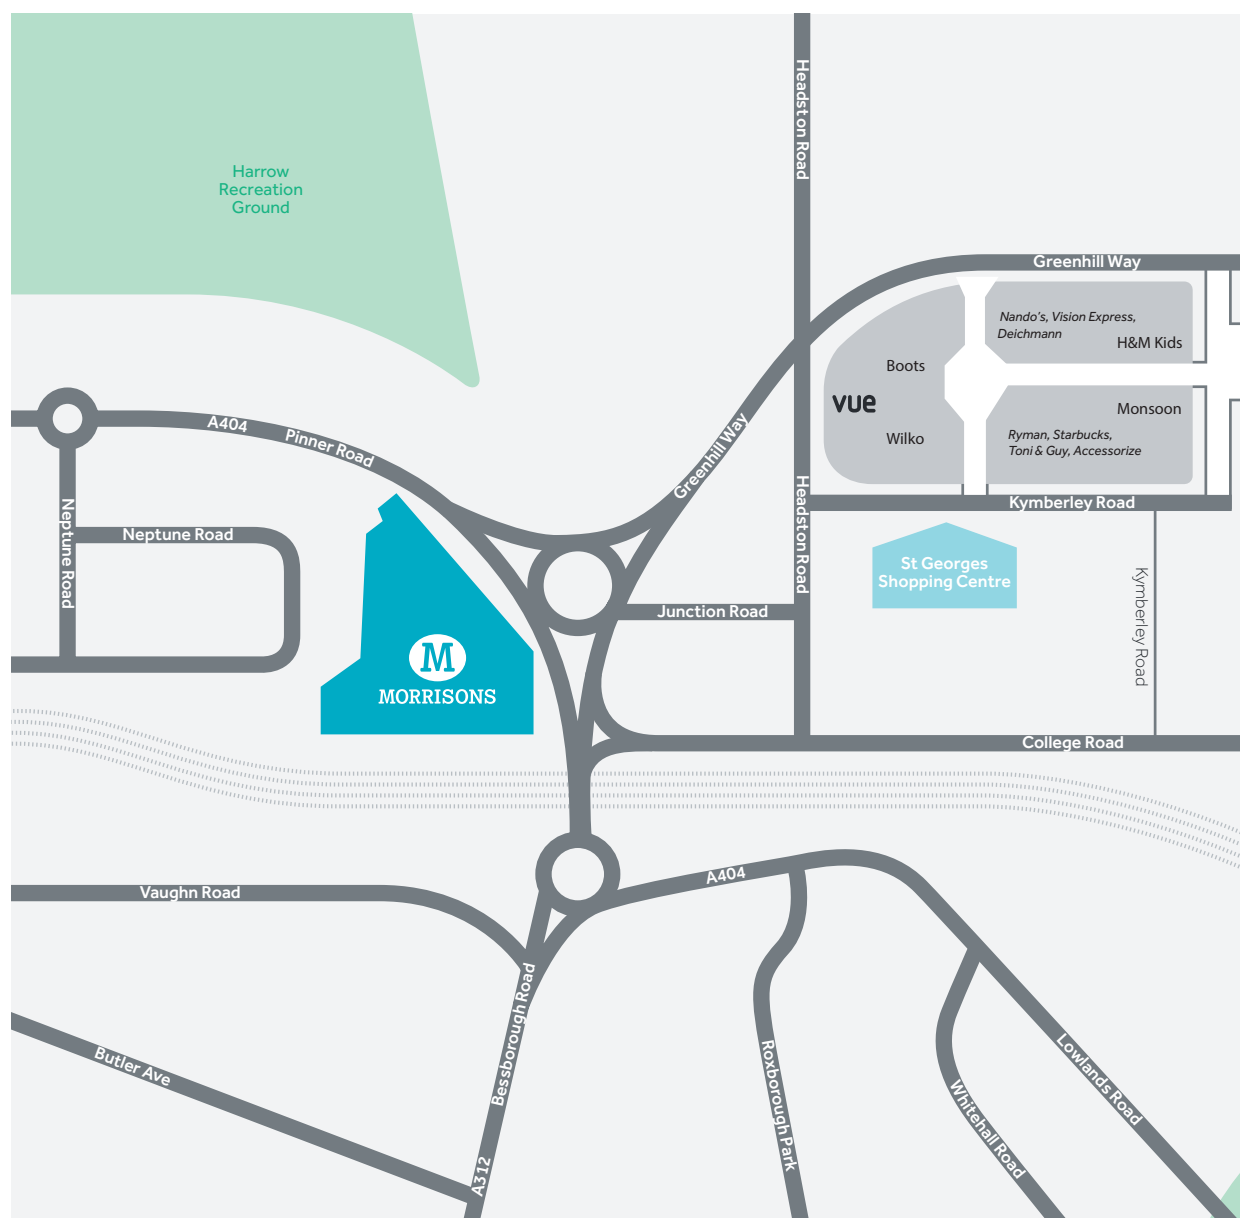 Headston Road
Harrow
Recreation
Ground
Greenhill Way
Nando's, Vision Express,
Deichmann
H&M Kids
Boots
vue
Monsoon
Wilko
Ryman, Starbucks,
Toni & Guy, Accessorize
A404
Pinner Road
Greenhill Way
Headston Road
Kymberley Road
Neptune Road
Neptune Road
St Georges
Shopping Centre
Kymberley Road
Junction Road
M
MORRISONS
College Road
Vaughn Road
A404
Bessborough Road
Butler Ave
Roxborough Park
Lowlands Road
Whitehall Road
A312